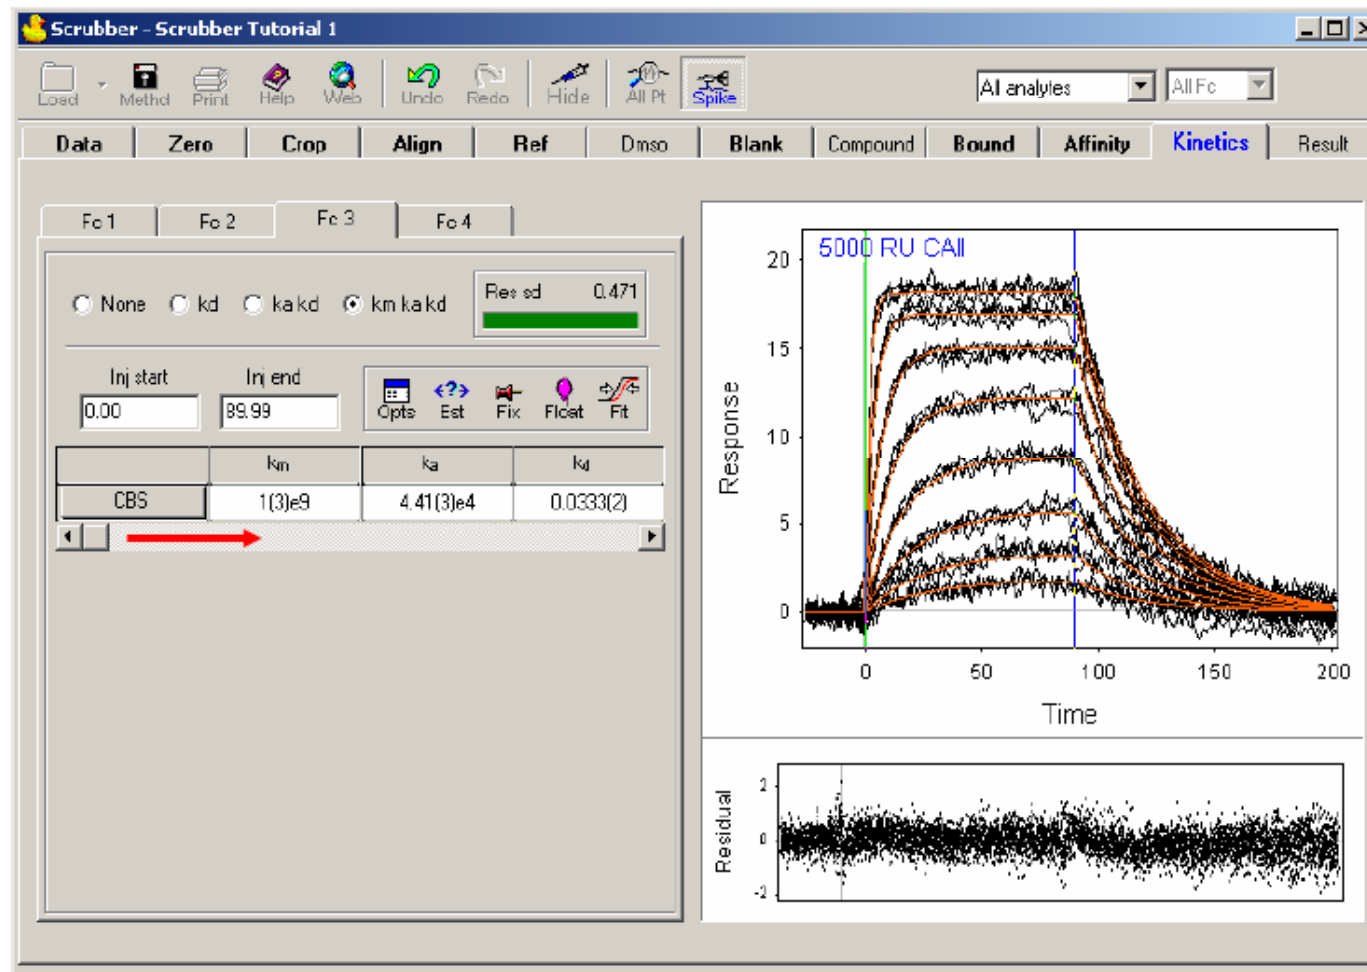 Scrubber - Scrubber Tutorial 1
Load Methd Print Help Web Undo Redo Hide All Pt Spike All analytes All Fc
Data Zero Crop Align Ref Dmso Blank Compound Bound Affinity Kinetics Result
Fc 1 Fc 2 Fc 3 Fc 4
None kd ka kd km ka kd Res sd 0.471
Inj start Inj end
0.00 89.99
Opts Est Fix Float Fit
km ka kd
CBS 1(3)e9 4.41(3)e4 0.0333(2)
5000 RU CAII
20
15
10
5
0
Response
0 50 100 150 200
Time
2
0
-2
Residual